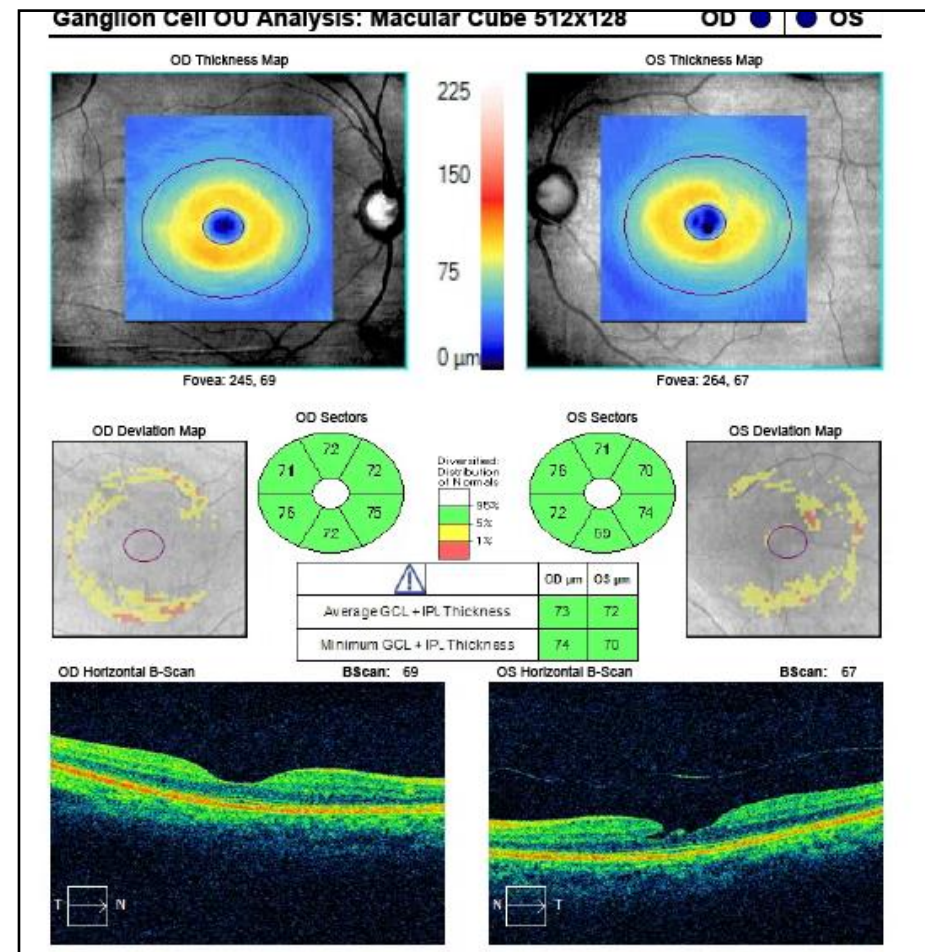 Ganglion Cell OU Analysis: Macular Cube 512x128 OD OS
OD Thickness Map
OS Thickness Map
225
150
75
0 µm
Fovea: 245, 69
Fovea: 264, 67
OD Deviation Map
OD Sectors
OS Sectors
OS Deviation Map
72
71
72
76
75
72
Diversified:
Distribution
of Normals
95%
5%
1%
71
76
70
72
74
69
OD µm OS µm
Average GCL + IPL Thickness 73 72
Minimum GCL + IPL Thickness 74 70
OD Horizontal B-Scan BScan: 69
OS Horizontal B-Scan BScan: 67
T N
N T